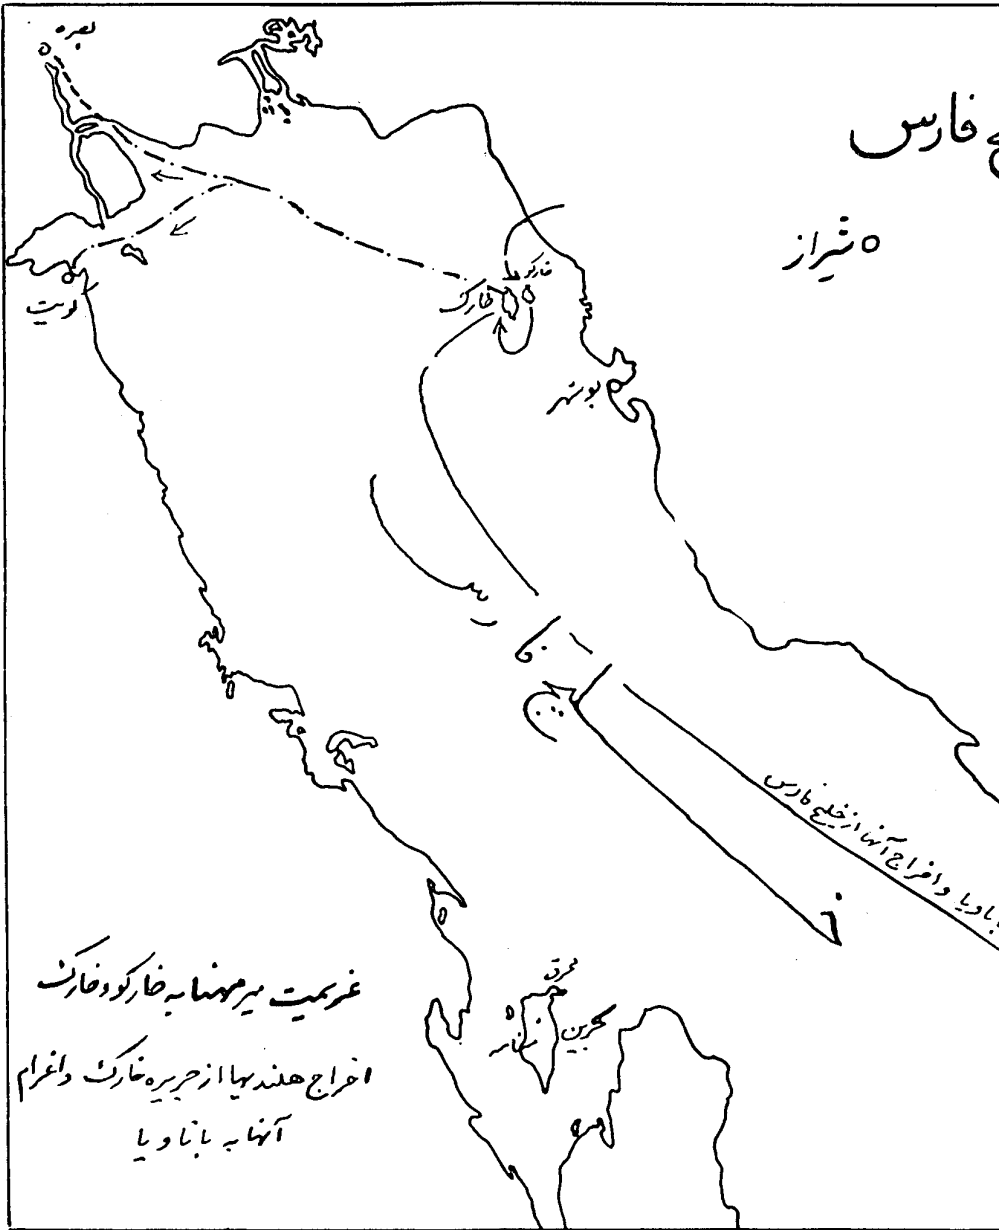 بصره
فارس
شیراز
خارکو
خارک
کویت
بوشهر
خلیج فارس
باتاویا و اخراج آنها از خلیج فارس
محرق
منامه
بحرین
عزیمت میرمهنا به خارکو و خارک
اخراج هلندیها از جزیره خارک و اعزام
آنها به باتاویا